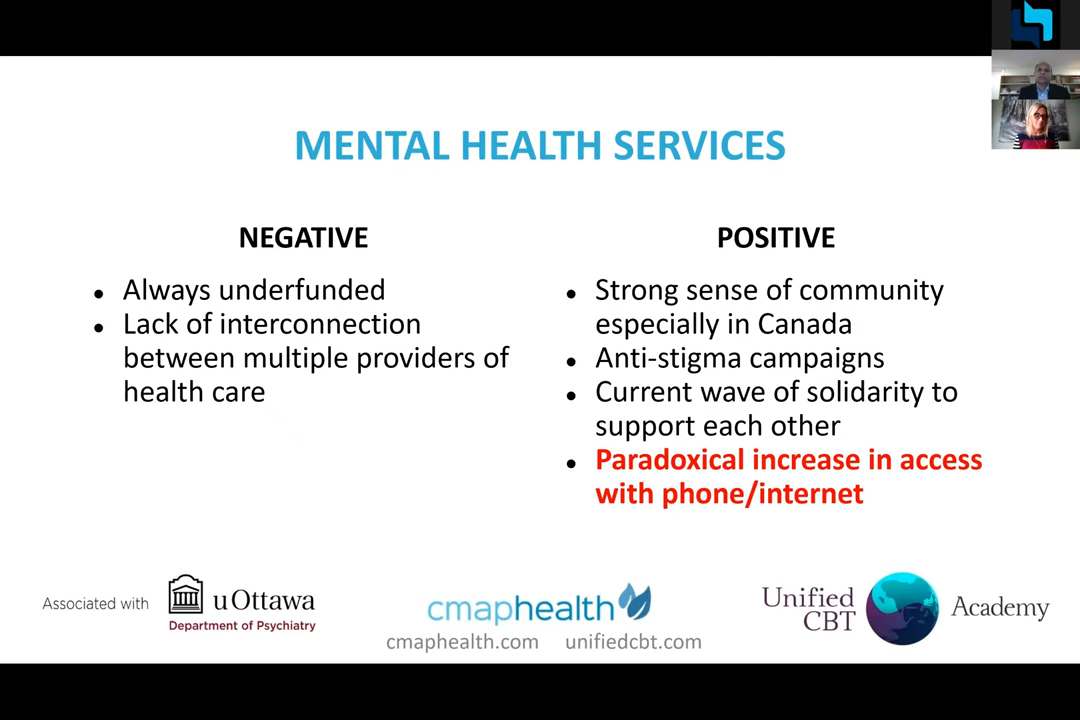 MENTAL HEALTH SERVICES
NEGATIVE
● Always underfunded
● Lack of interconnection
between multiple providers of
health care
POSITIVE
● Strong sense of community
especially in Canada
● Anti-stigma campaigns
● Current wave of solidarity to
support each other
● Paradoxical increase in access
with phone/internet
Associated with
uOttawa
Department of Psychiatry
cmaphealth
cmaphealth.com unifiedcbt.com
Unified
CBT
Academy